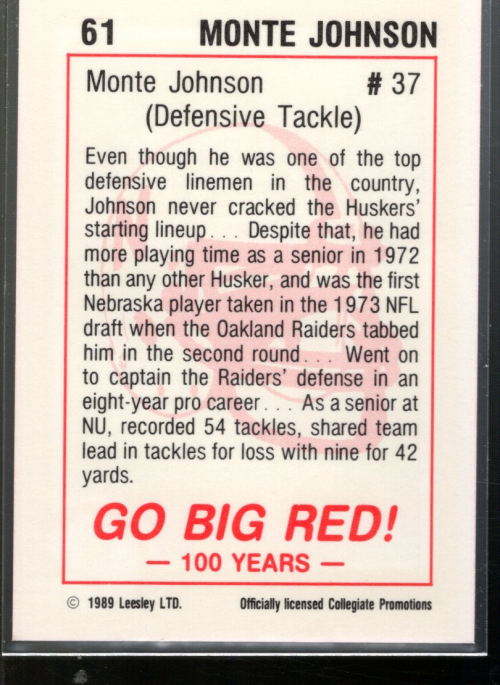 61 MONTE JOHNSON
Monte Johnson # 37
(Defensive Tackle)
Even though he was one of the top
defensive linemen in the country,
Johnson never cracked the Huskers'
starting lineup. . . Despite that, he had
more playing time as a senior in 1972
than any other Husker, and was the first
Nebraska player taken in the 1973 NFL
draft when the Oakland Raiders tabbed
him in the second round. . . Went on
to captain the Raiders' defense in an
eight-year pro career. . . As a senior at
NU, recorded 54 tackles, shared team
lead in tackles for loss with nine for 42
yards.
GO BIG RED!
— 100 YEARS —
© 1989 Leesley LTD. Officially licensed Collegiate Promotions